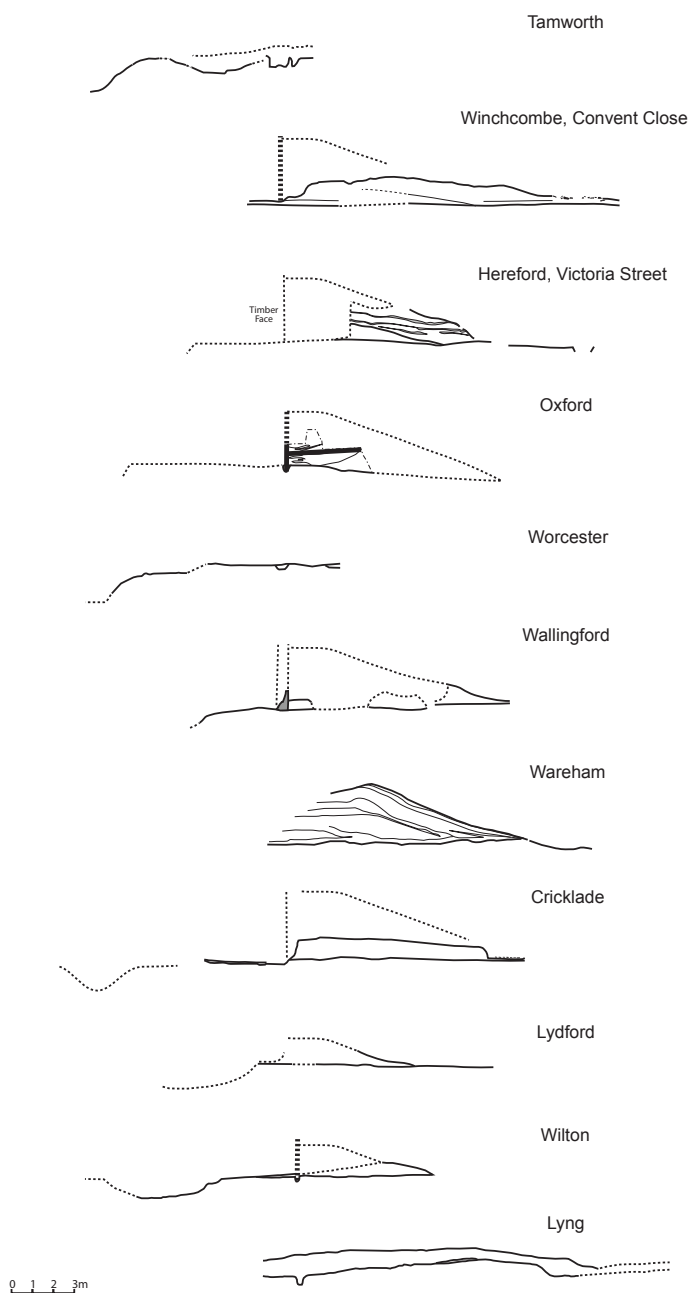 Tamworth
Winchcombe, Convent Close
Hereford, Victoria Street
Timber
Face
Oxford
Worcester
Wallingford
Wareham
Cricklade
Lydford
Wilton
Lyng
0 1 2 3m